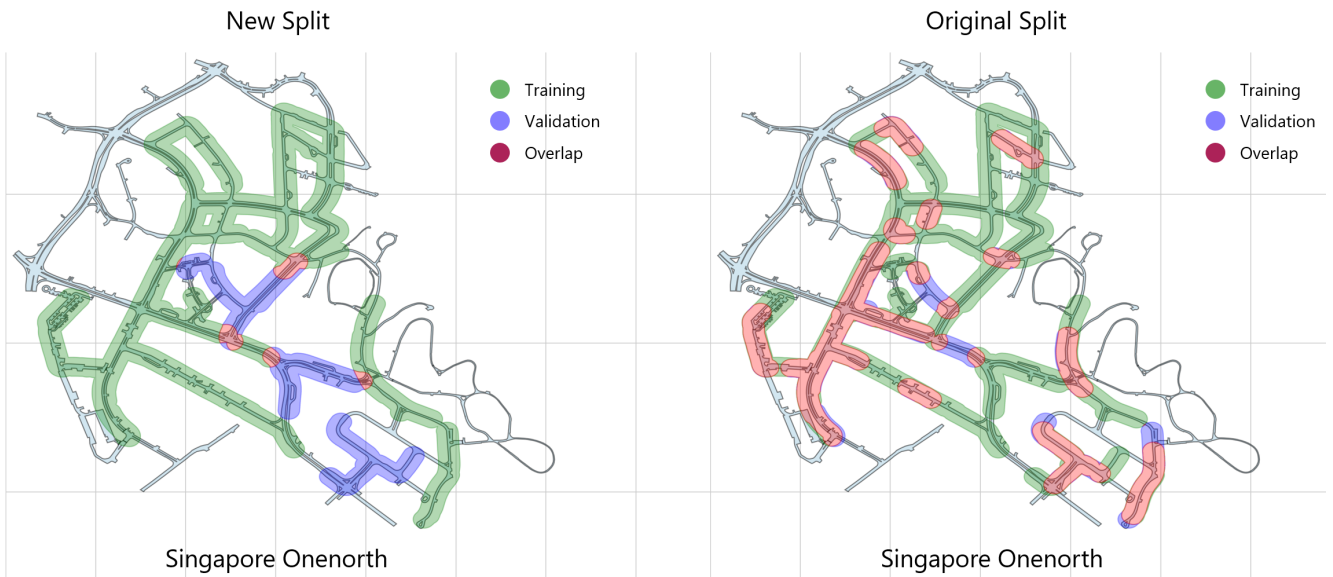 New Split
Training
Validation
Overlap
Singapore Onenorth
Original Split
Training
Validation
Overlap
Singapore Onenorth